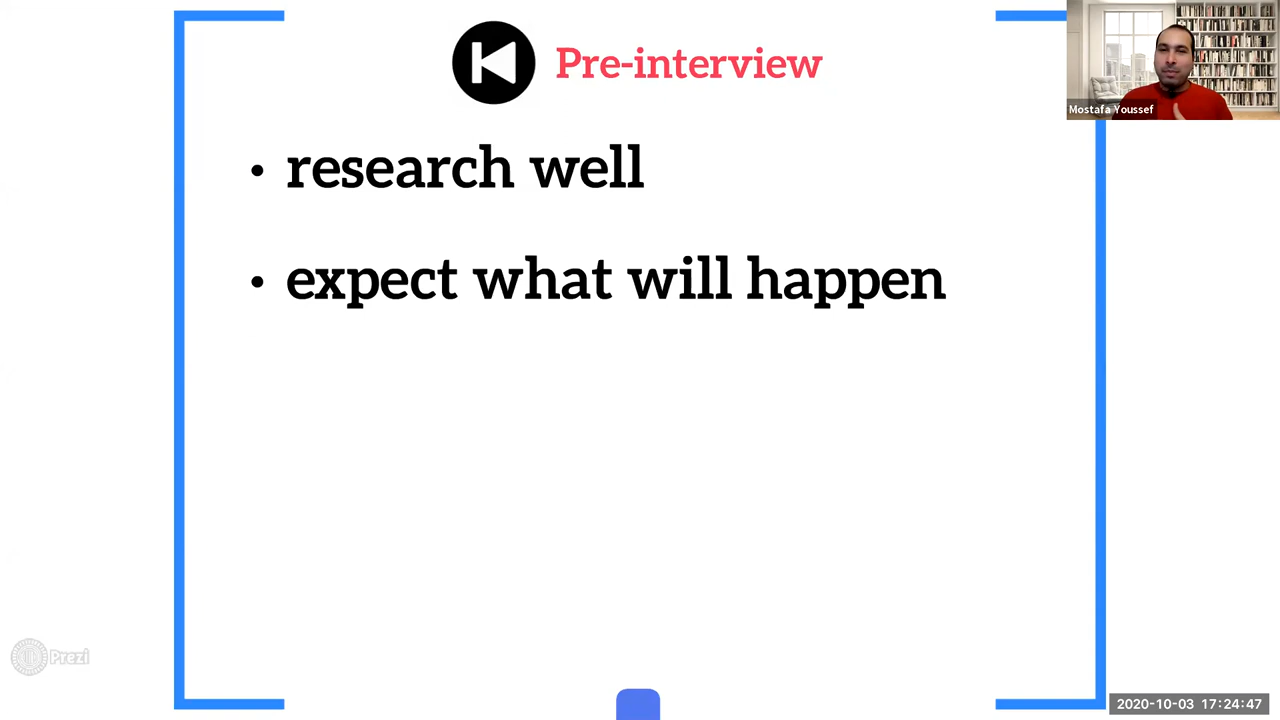 Pre-interview
Mostafa Youssef
• research well
• expect what will happen
Prezi
2020-10-03 17:24:47